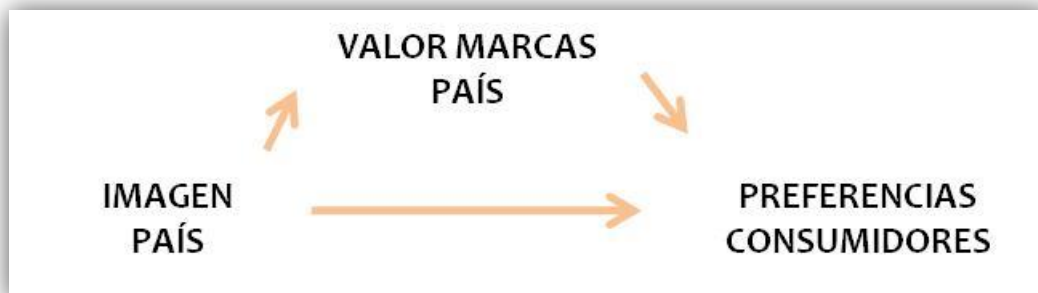 VALOR MARCAS
PAÍS
IMAGEN
PAÍS
PREFERENCIAS
CONSUMIDORES